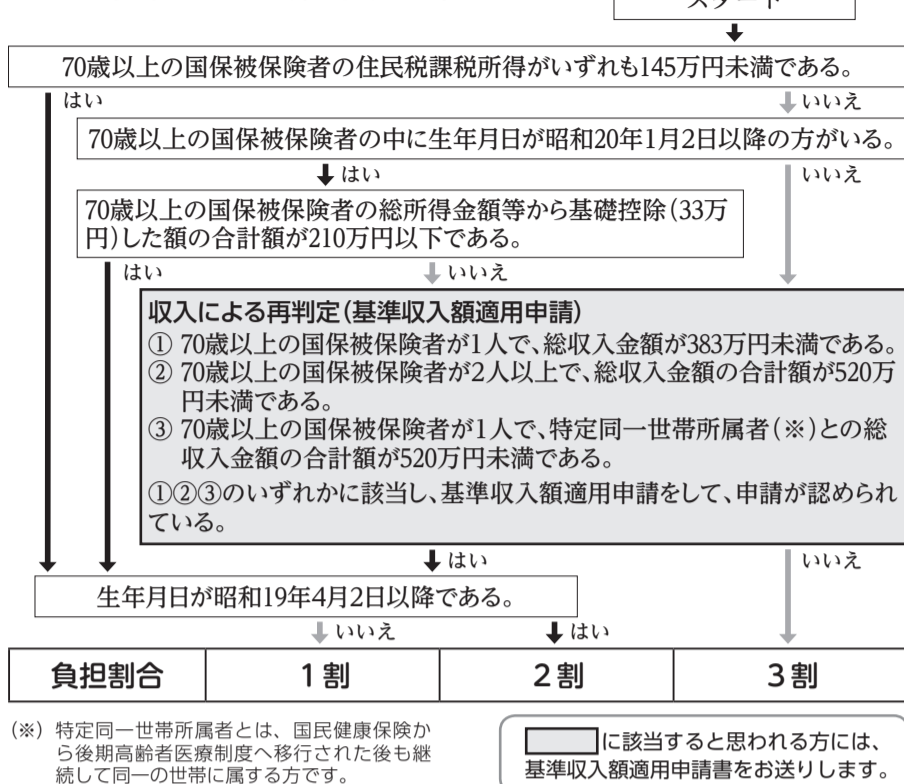 スタート
70歳以上の国保被保険者の住民税課税所得がいずれも145万円未満である。
はい
いいえ
70歳以上の国保被保険者の中に生年月日が昭和20年1月2日以降の方がいる。
はい
いいえ
70歳以上の国保被保険者の総所得金額等から基礎控除(33万
円)した額の合計額が210万円以下である。
はい
いいえ
収入による再判定(基準収入額適用申請)
① 70歳以上の国保被保険者が1人で、総収入金額が383万円未満である。
② 70歳以上の国保被保険者が2人以上で、総収入金額の合計額が520万
円未満である。
③ 70歳以上の国保被保険者が1人で、特定同一世帯所属者(※)との総
収入金額の合計額が520万円未満である。
①②③のいずれかに該当し、基準収入額適用申請をして、申請が認められ
ている。
はい
いいえ
生年月日が昭和19年4月2日以降である。
いいえ
はい
負担割合 1割 2割 3割
(※) 特定同一世帯所属者とは、国民健康保険か
ら後期高齢者医療制度へ移行された後も継
続して同一の世帯に属する方です。
に該当すると思われる方には、
基準収入額適用申請書をお送りします。